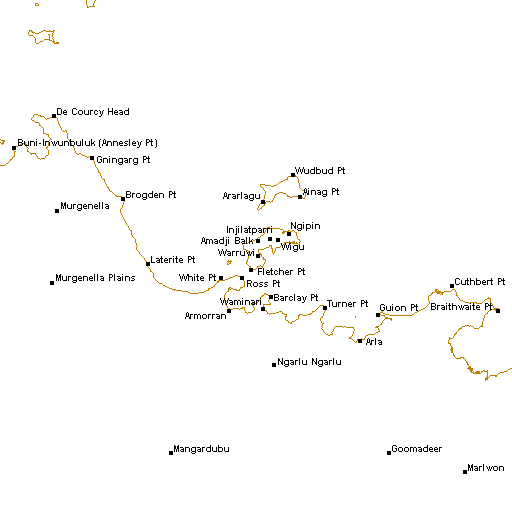 De Courcy Head
Buni-Inwunbuluk (Annesley Pt)
Gningarg Pt
Wudbud Pt
Brogden Pt
Ararlagu
Ainag Pt
Murgenella
Injilatparri
Ngipin
Amadji Balk
Wigu
Warruwi
Laterite Pt
Fletcher Pt
Murgenella Plains
White Pt
Ross Pt
Cuthbert Pt
Waminari
Barclay Pt
Turner Pt
Guion Pt
Braithwaite Pt
Armorran
Arla
Ngarlu Ngarlu
Mangardubu
Goomadeer
Marlwon